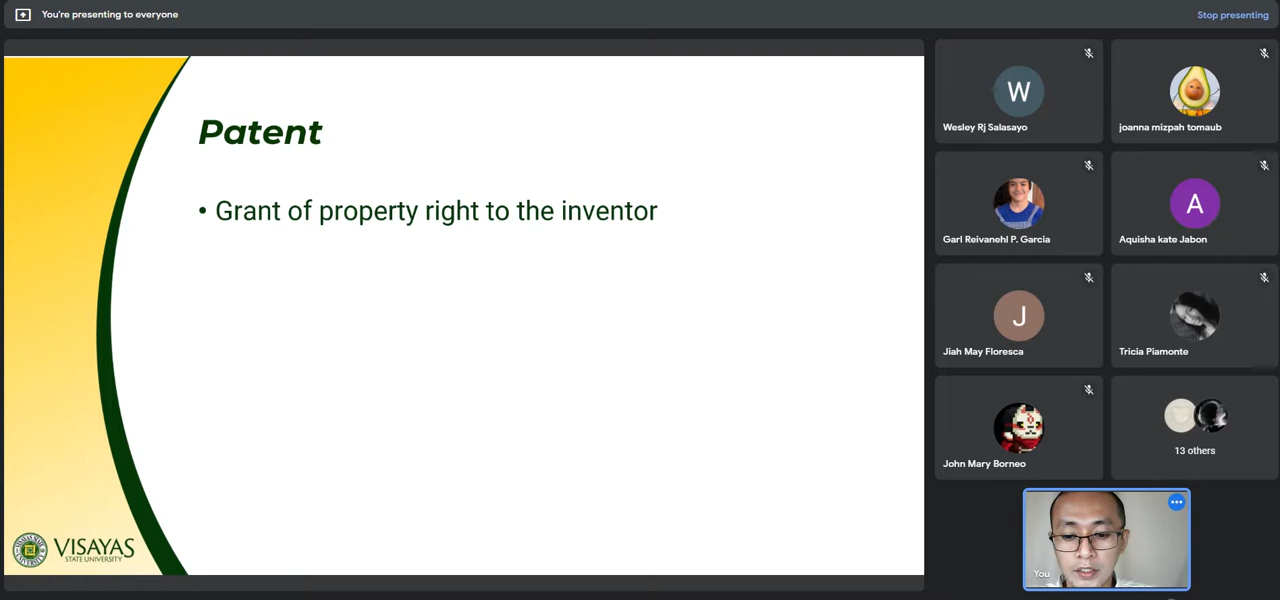 You're presenting to everyone
Stop presenting
Patent
• Grant of property right to the inventor
VISAYAS
STATE UNIVERSITY
W
Wesley Rj Salasayo
joanna mizpah tomaub
Garl Reivanehl P. Garcia
A
Aquisha kate Jabon
J
Jiah May Floresca
Tricia Piamonte
John Mary Borneo
13 others
You